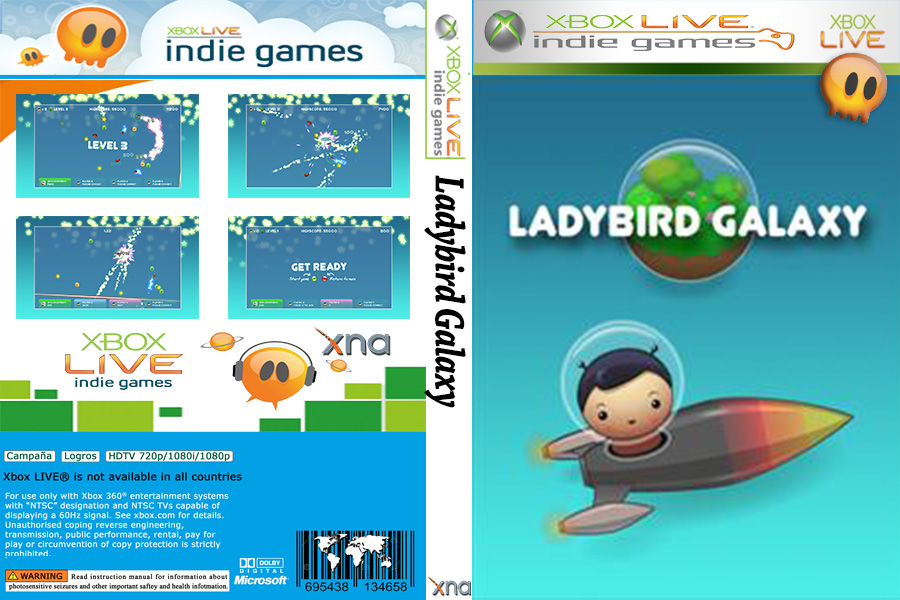 XBOX LIVE
indie games
LEVEL 3
GET READY
XBOX
LIVE
indie games
xna
Campaña Logros HDTV 720p/1080i/1080p
Xbox LIVE® is not available in all countries
For use only with Xbox 360® entertainment systems
with “NTSC” designation and NTSC TVs capable of
displaying a 60Hz signal. See xbox.com for details.
Unauthorised coping reverse engineering,
transmission, public performance, rental, pay for
play or circumvention of copy protection is strictly
prohibited.
WARNING Read instruction manual for information about
photosensitive seizures and other important saftey and health infotmation.
DOLBY
DIGITAL
Microsoft
695438 134658
XBOX LIVE
indie games
Ladybird Galaxy
xna
XBOX LIVE
indie games
XBOX
LIVE
LADYBIRD GALAXY